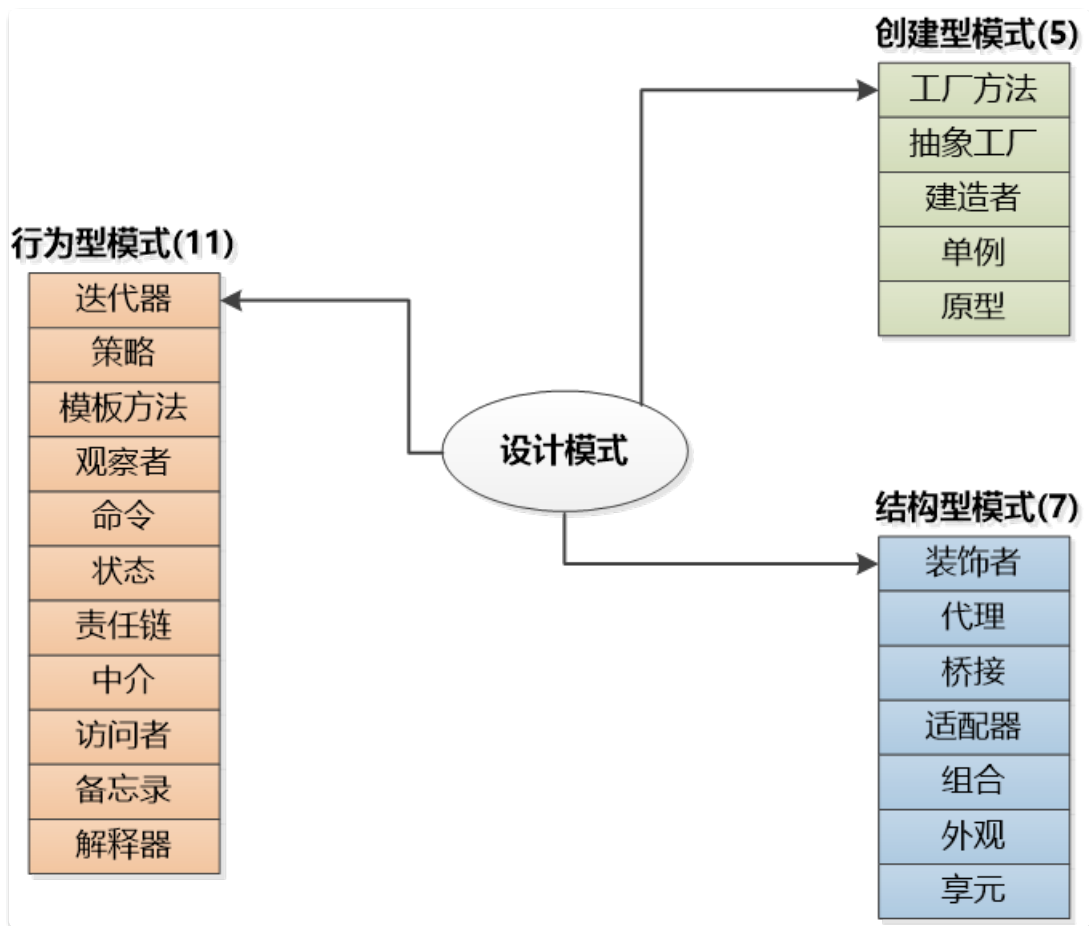 创建型模式(5)
工厂方法
抽象工厂
建造者
单例
原型
行为型模式(11)
迭代器
策略
模板方法
观察者
命令
状态
责任链
中介
访问者
备忘录
解释器
设计模式
结构型模式(7)
装饰者
代理
桥接
适配器
组合
外观
享元